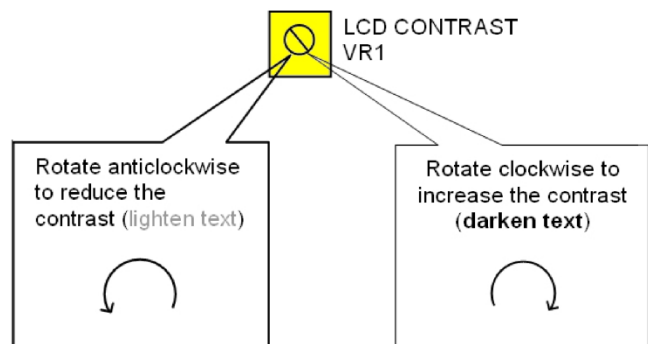 LCD CONTRAST
VR1
Rotate anticlockwise
to reduce the
contrast (lighten text)
Rotate clockwise to
increase the contrast
(darken text)